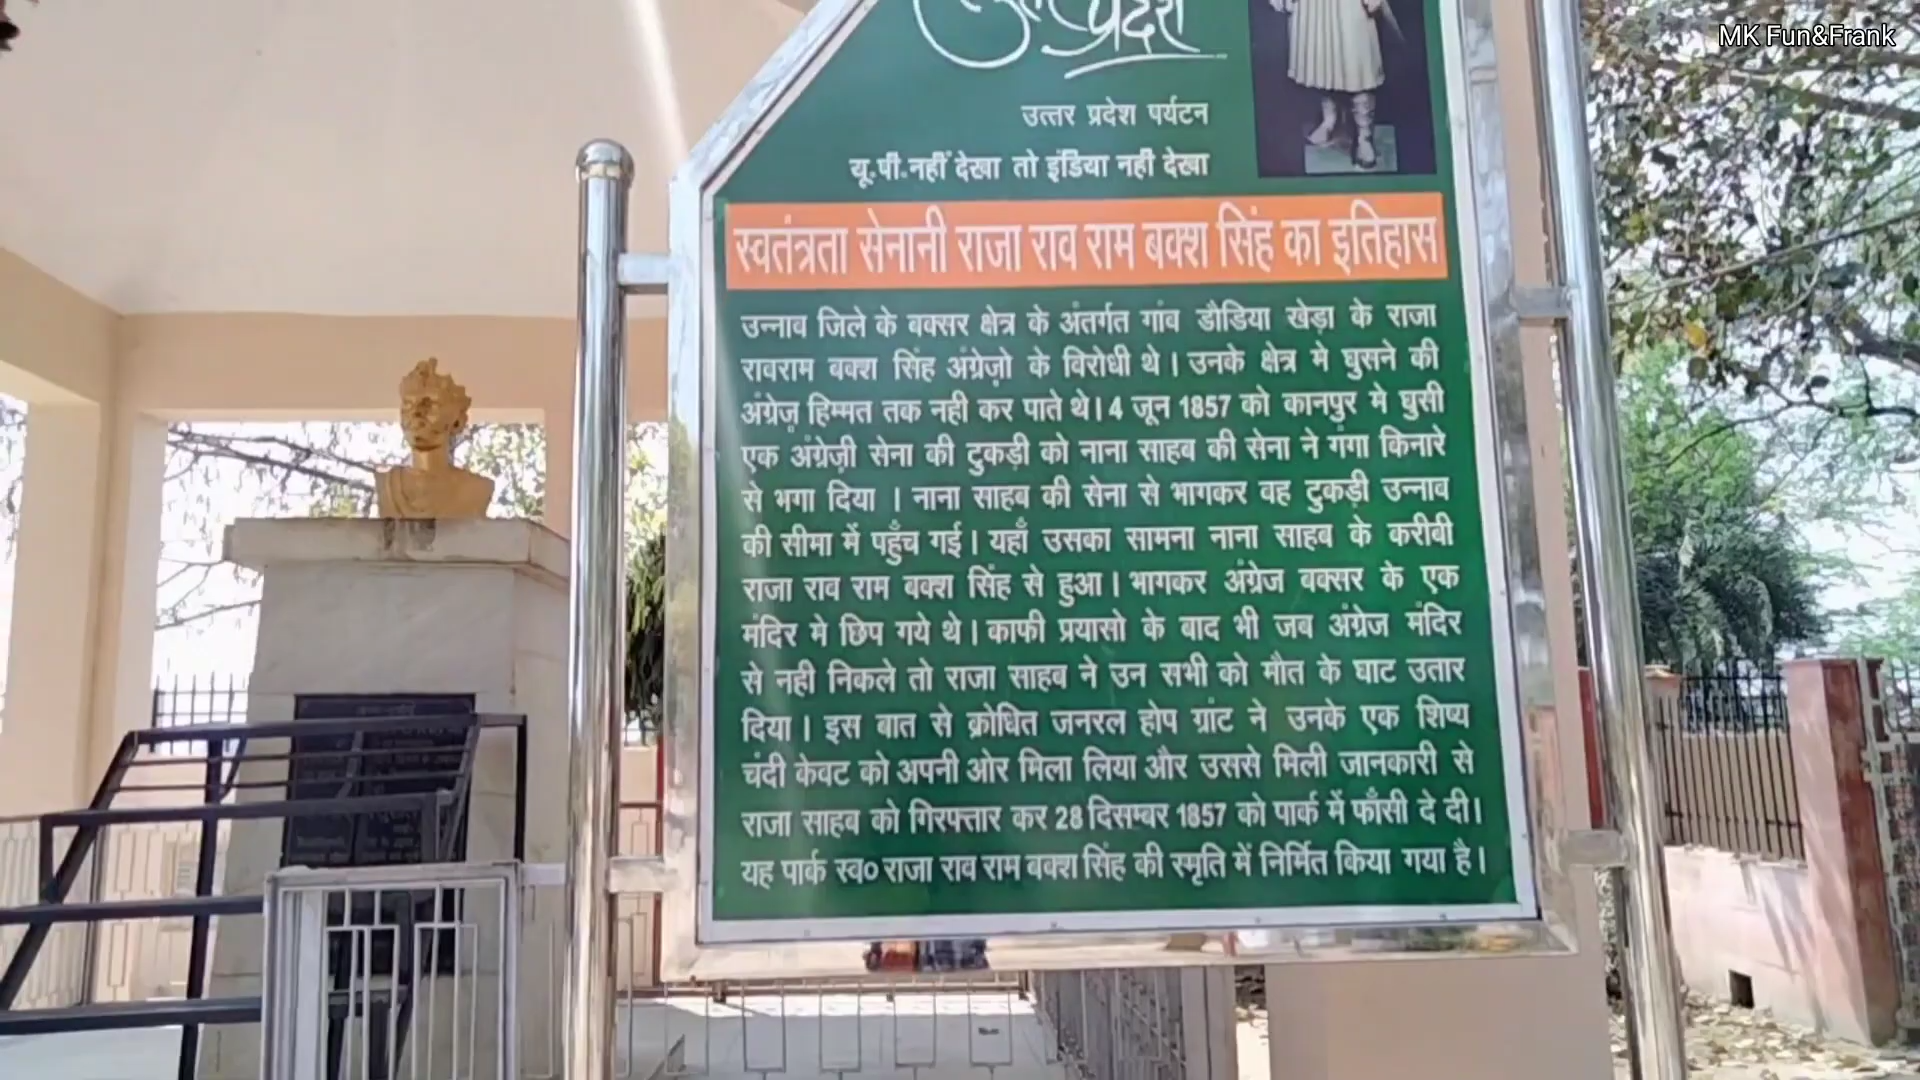 MK Fun&Frank
प्रदेश
उत्तर प्रदेश पर्यटन
यू.पी.नहीं देखा तो इंडिया नही देखा
स्वतंत्रता सेनानी राजा राव राम बक्श सिंह का इतिहास
उन्नाव जिले के बक्सर क्षेत्र के अंतर्गत गांव डौडिया खेड़ा के राजा
रावराम बक्श सिंह अंग्रेज़ो के विरोधी थे। उनके क्षेत्र मे घुसने की
अंग्रेज़ हिम्मत तक नही कर पाते थे। 4 जून 1857 को कानपुर मे घुसी
एक अंग्रेज़ी सेना की टुकड़ी को नाना साहब की सेना ने गंगा किनारे
से भगा दिया । नाना साहब की सेना से भागकर वह टुकड़ी उन्नाव
की सीमा में पहुँच गई। यहाँ उसका सामना नाना साहब के करीबी
राजा राव राम बक्श सिंह से हुआ। भागकर अंग्रेज बक्सर के एक
मंदिर मे छिप गये थे। काफी प्रयासो के बाद भी जब अंग्रेज मंदिर
से नही निकले तो राजा साहब ने उन सभी को मौत के घाट उतार
दिया। इस बात से क्रोधित जनरल होप ग्रांट ने उनके एक शिष्य
चंदी केवट को अपनी ओर मिला लिया और उससे मिली जानकारी से
राजा साहब को गिरफ्तार कर 28 दिसम्बर 1857 को पार्क में फाँसी दे दी।
यह पार्क स्व० राजा राव राम बक्श सिंह की स्मृति में निर्मित किया गया है।